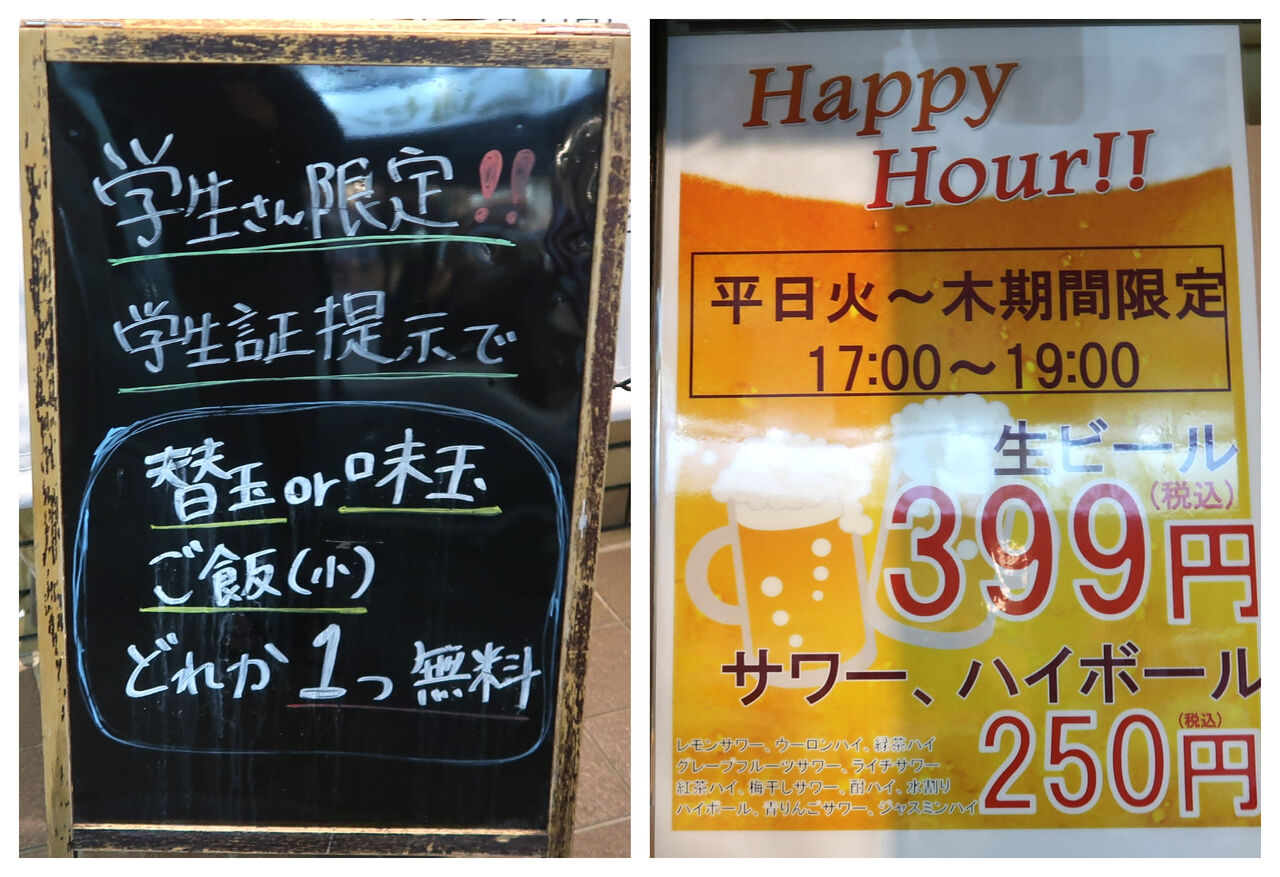 学生さん限定!!
学生証提示で
替玉or味玉
ご飯(小)
どれか1つ無料
Happy
Hour!!
平日火～木期間限定
17:00～19:00
生ビール
(税込)
399円
サワー、ハイボール
(税込)
250円
レモンサワー、ウーロンハイ、緑茶ハイ
グレープフルーツサワー、ライチサワー
紅茶ハイ、梅干しサワー、酎ハイ、水割り
ハイボール、青りんごサワー、ジャスミンハイ